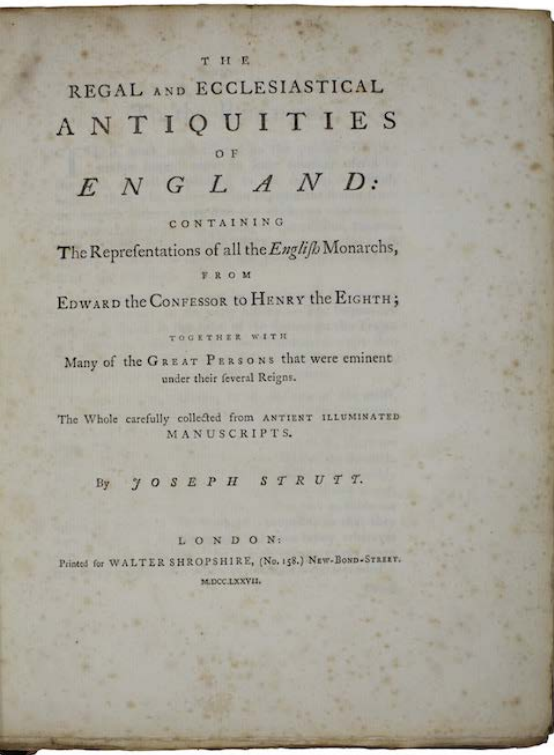 THE
REGAL AND ECCLESIASTICAL
ANTIQUITIES
OF
ENGLAND:
CONTAINING
The Repreſentations of all the Engliſh Monarchs,
FROM
EDWARD the CONFESSOR to HENRY the EIGHTH;
TOGETHER WITH
Many of the GREAT PERSONS that were eminent
under their ſeveral Reigns.
The Whole carefully collected from ANTIENT ILLUMINATED
MANUSCRIPTS.
By JOSEPH STRUTT.
LONDON:
Printed for WALTER SHROPSHIRE, (No. 158.) NEW-BOND-STREET.
M.DCC.LXXVII.